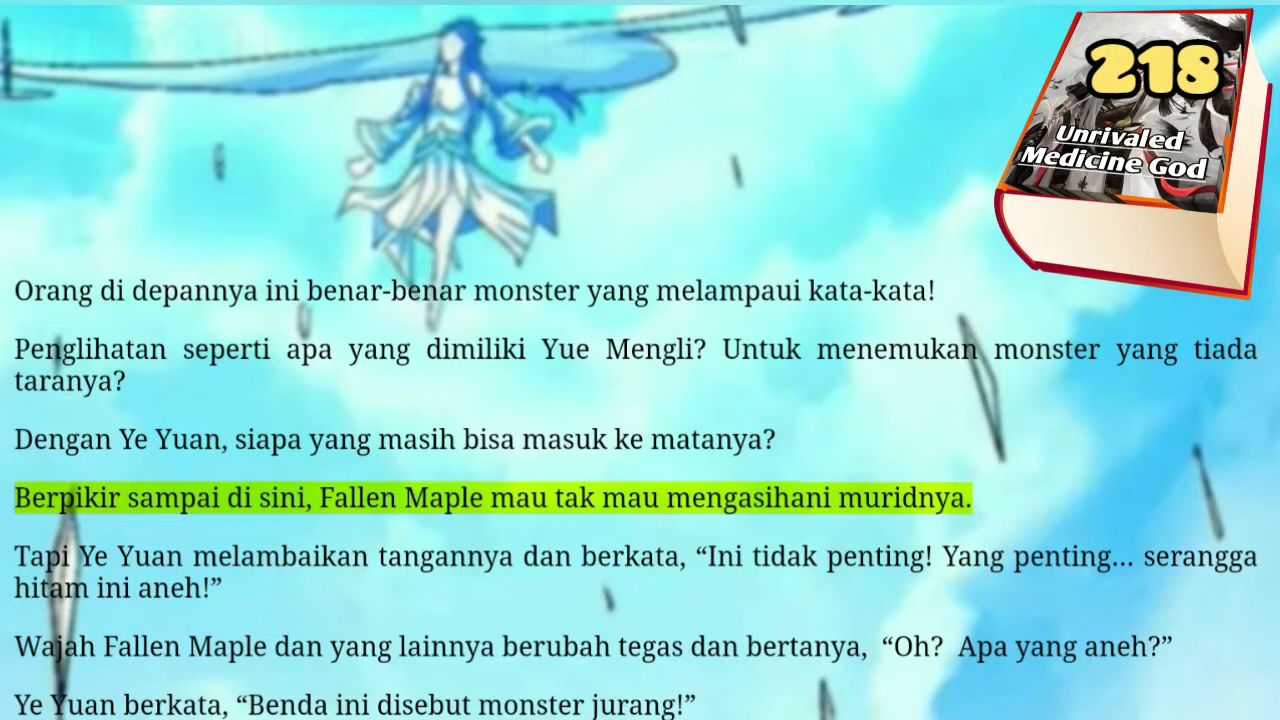 218
Unrivaled
Medicine God
Orang di depannya ini benar-benar monster yang melampaui kata-kata!
Penglihatan seperti apa yang dimiliki Yue Mengli? Untuk menemukan monster yang tiada
taranya?
Dengan Ye Yuan, siapa yang masih bisa masuk ke matanya?
Berpikir sampai di sini, Fallen Maple mau tak mau mengasihani muridnya.
Tapi Ye Yuan melambaikan tangannya dan berkata, “Ini tidak penting! Yang penting... serangga
hitam ini aneh!”
Wajah Fallen Maple dan yang lainnya berubah tegas dan bertanya, “Oh? Apa yang aneh?”
Ye Yuan berkata, “Benda ini disebut monster jurang!”